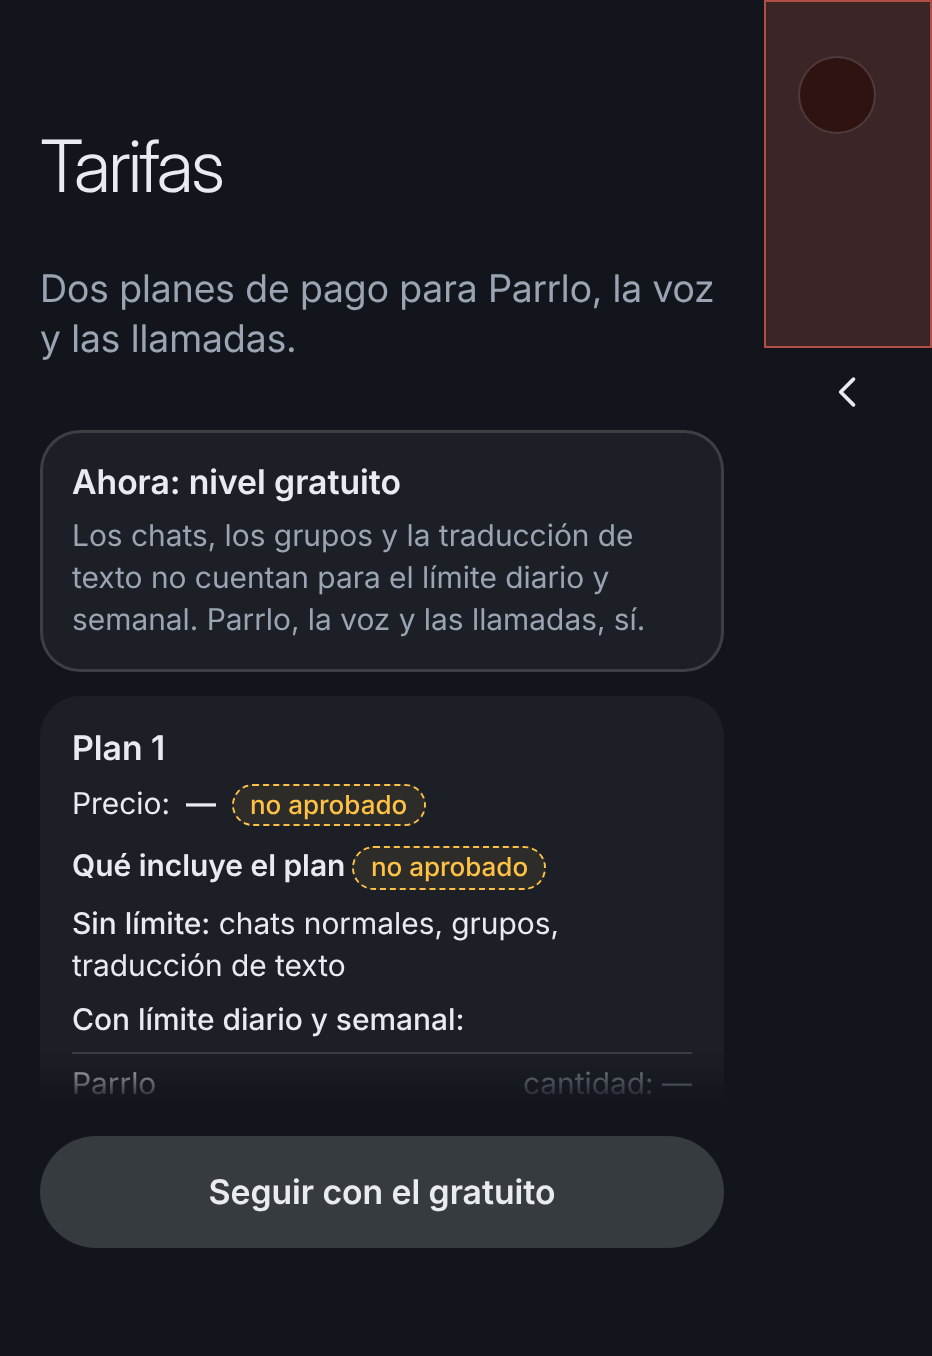 Tarifas
Dos planes de pago para Parrlo, la voz
y las llamadas.
Ahora: nivel gratuito
Los chats, los grupos y la traducción de
texto no cuentan para el límite diario y
semanal. Parrlo, la voz y las llamadas, sí.
Plan 1
Precio: — no aprobado
Qué incluye el plan no aprobado
Sin límite: chats normales, grupos,
traducción de texto
Con límite diario y semanal:
Parrlo cantidad: —
Seguir con el gratuito